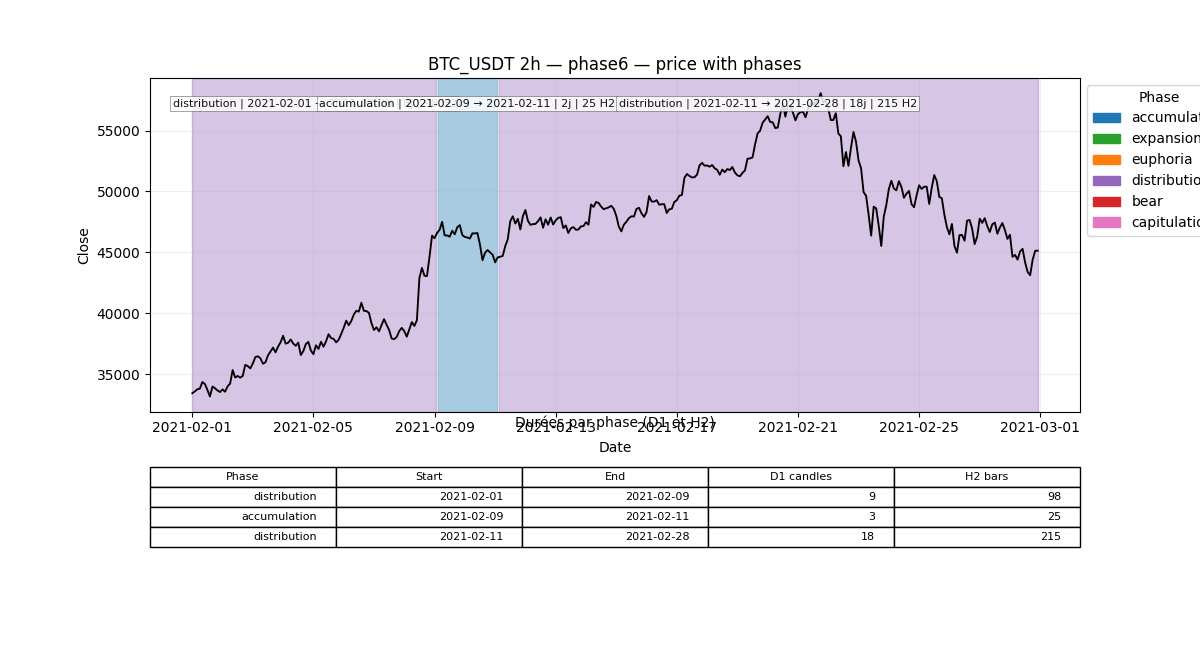 BTC_USDT 2h — phase6 — price with phases
distribution | 2021-02-01
accumulation | 2021-02-09 → 2021-02-11 | 2j | 25 H2
distribution | 2021-02-11 → 2021-02-28 | 18j | 215 H2
Phase
accumulat
expansion
euphoria
distributio
bear
capitulatio
Close
55000
50000
45000
40000
35000
Durées par phase (D1 et H2)
2021-02-01 2021-02-05 2021-02-09 2021-02-13 2021-02-17 2021-02-21 2021-02-25 2021-03-01
Date
Phase Start End D1 candles H2 bars
distribution 2021-02-01 2021-02-09 9 98
accumulation 2021-02-09 2021-02-11 3 25
distribution 2021-02-11 2021-02-28 18 215